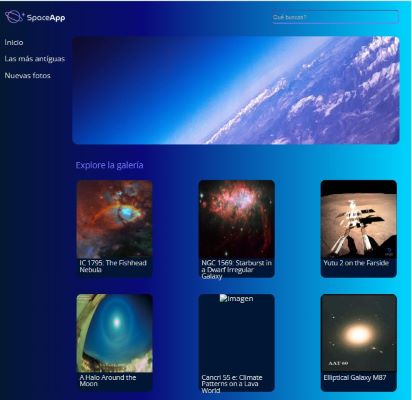 SpaceApp
Qué buscas?
Inicio
Las más antiguas
Nuevas fotos
Explore la galería
IC 1795: The Fishhead
Nebula
NGC 1569: Starburst in
a Dwarf Irregular
Galaxy
Yutu 2 on the Farside
A Halo Around the
Moon
Imagen
Cancri 55 e: Climate
Patterns on a Lava
World
AAT 60
Elliptical Galaxy M87